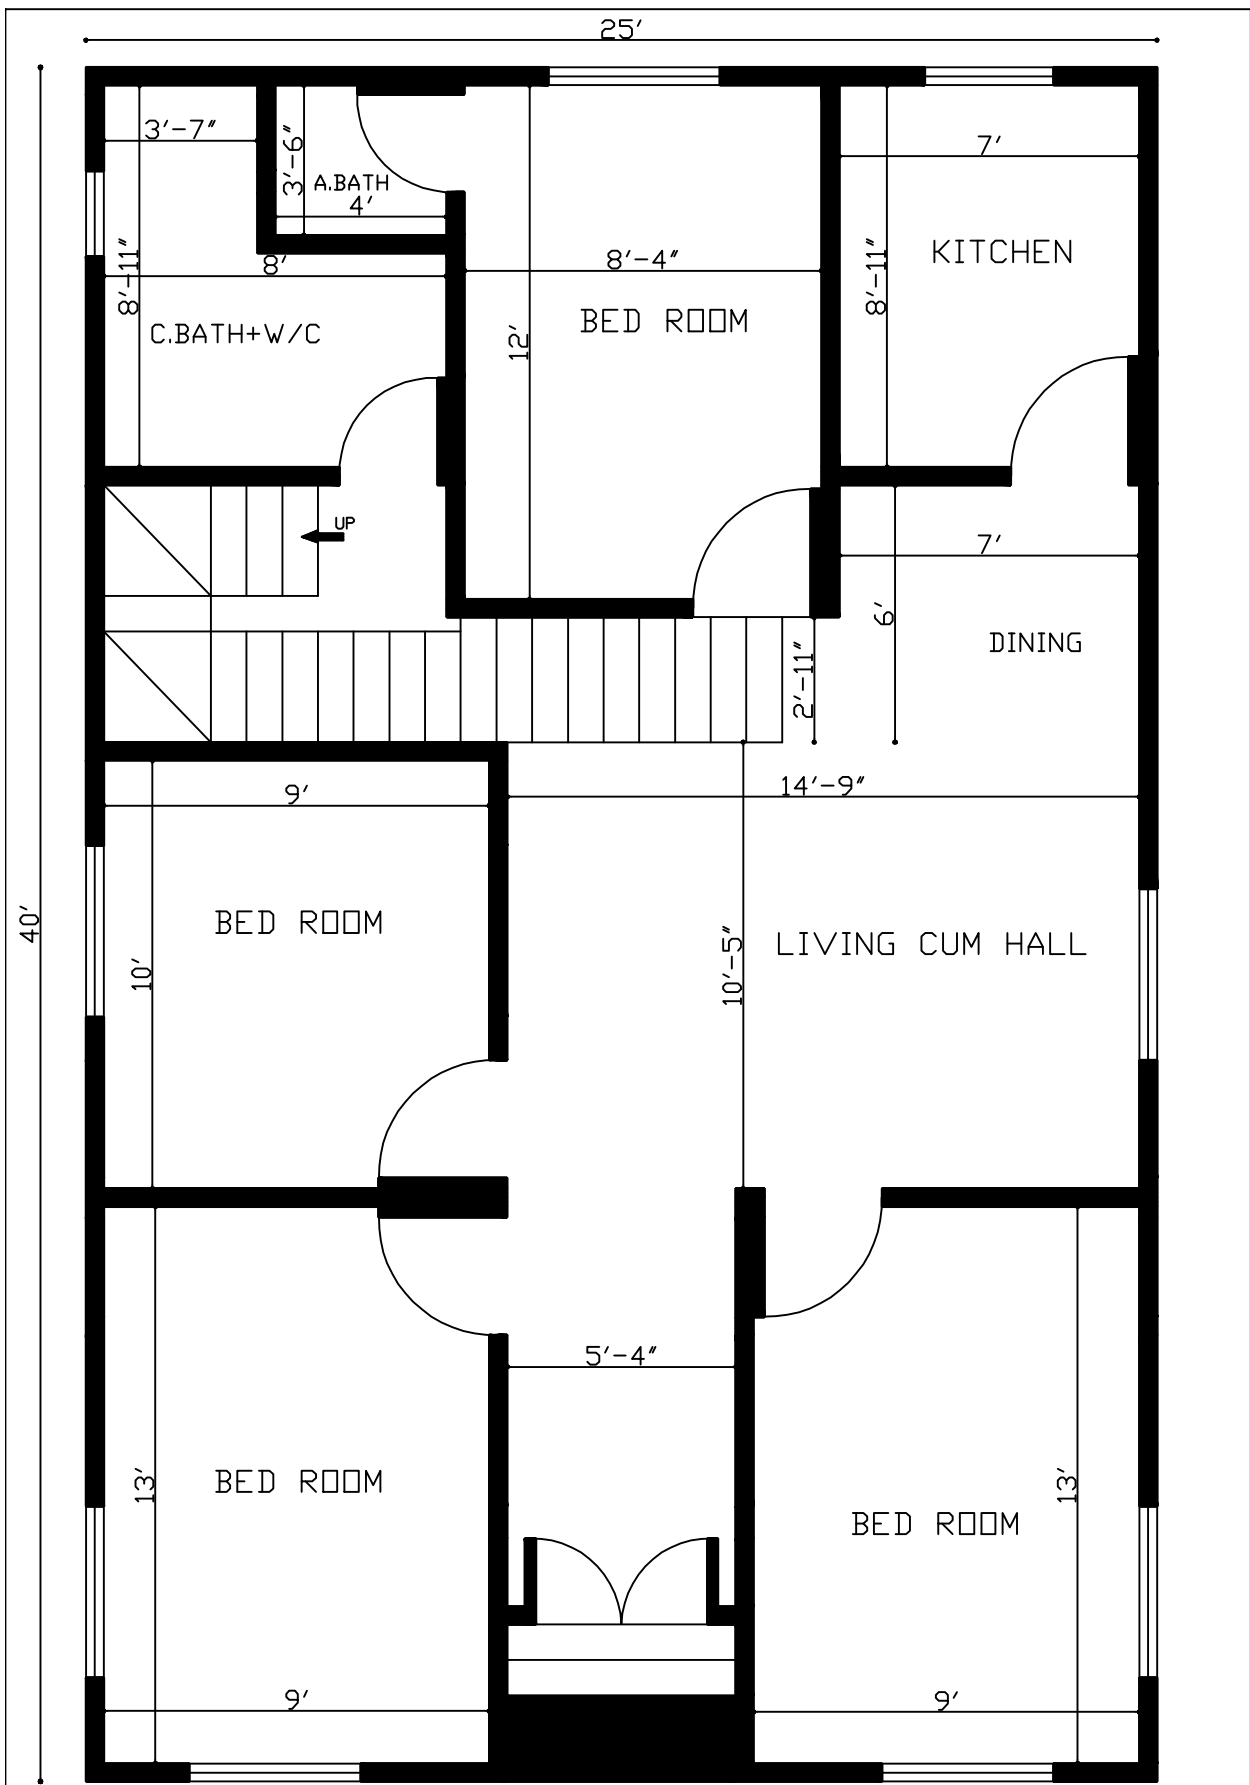 25'
3'-7"
3'-6"
A.BATH
4'
7'
8'-11"
8'
8'-4"
8'-11"
KITCHEN
C.BATH+W/C
12'
BED ROOM
UP
7'
6'
DINING
2'-11"
9'
14'-9"
40'
BED ROOM
10'
10'-5"
LIVING CUM HALL
5'-4"
13'
BED ROOM
13'
BED ROOM
9'
9'